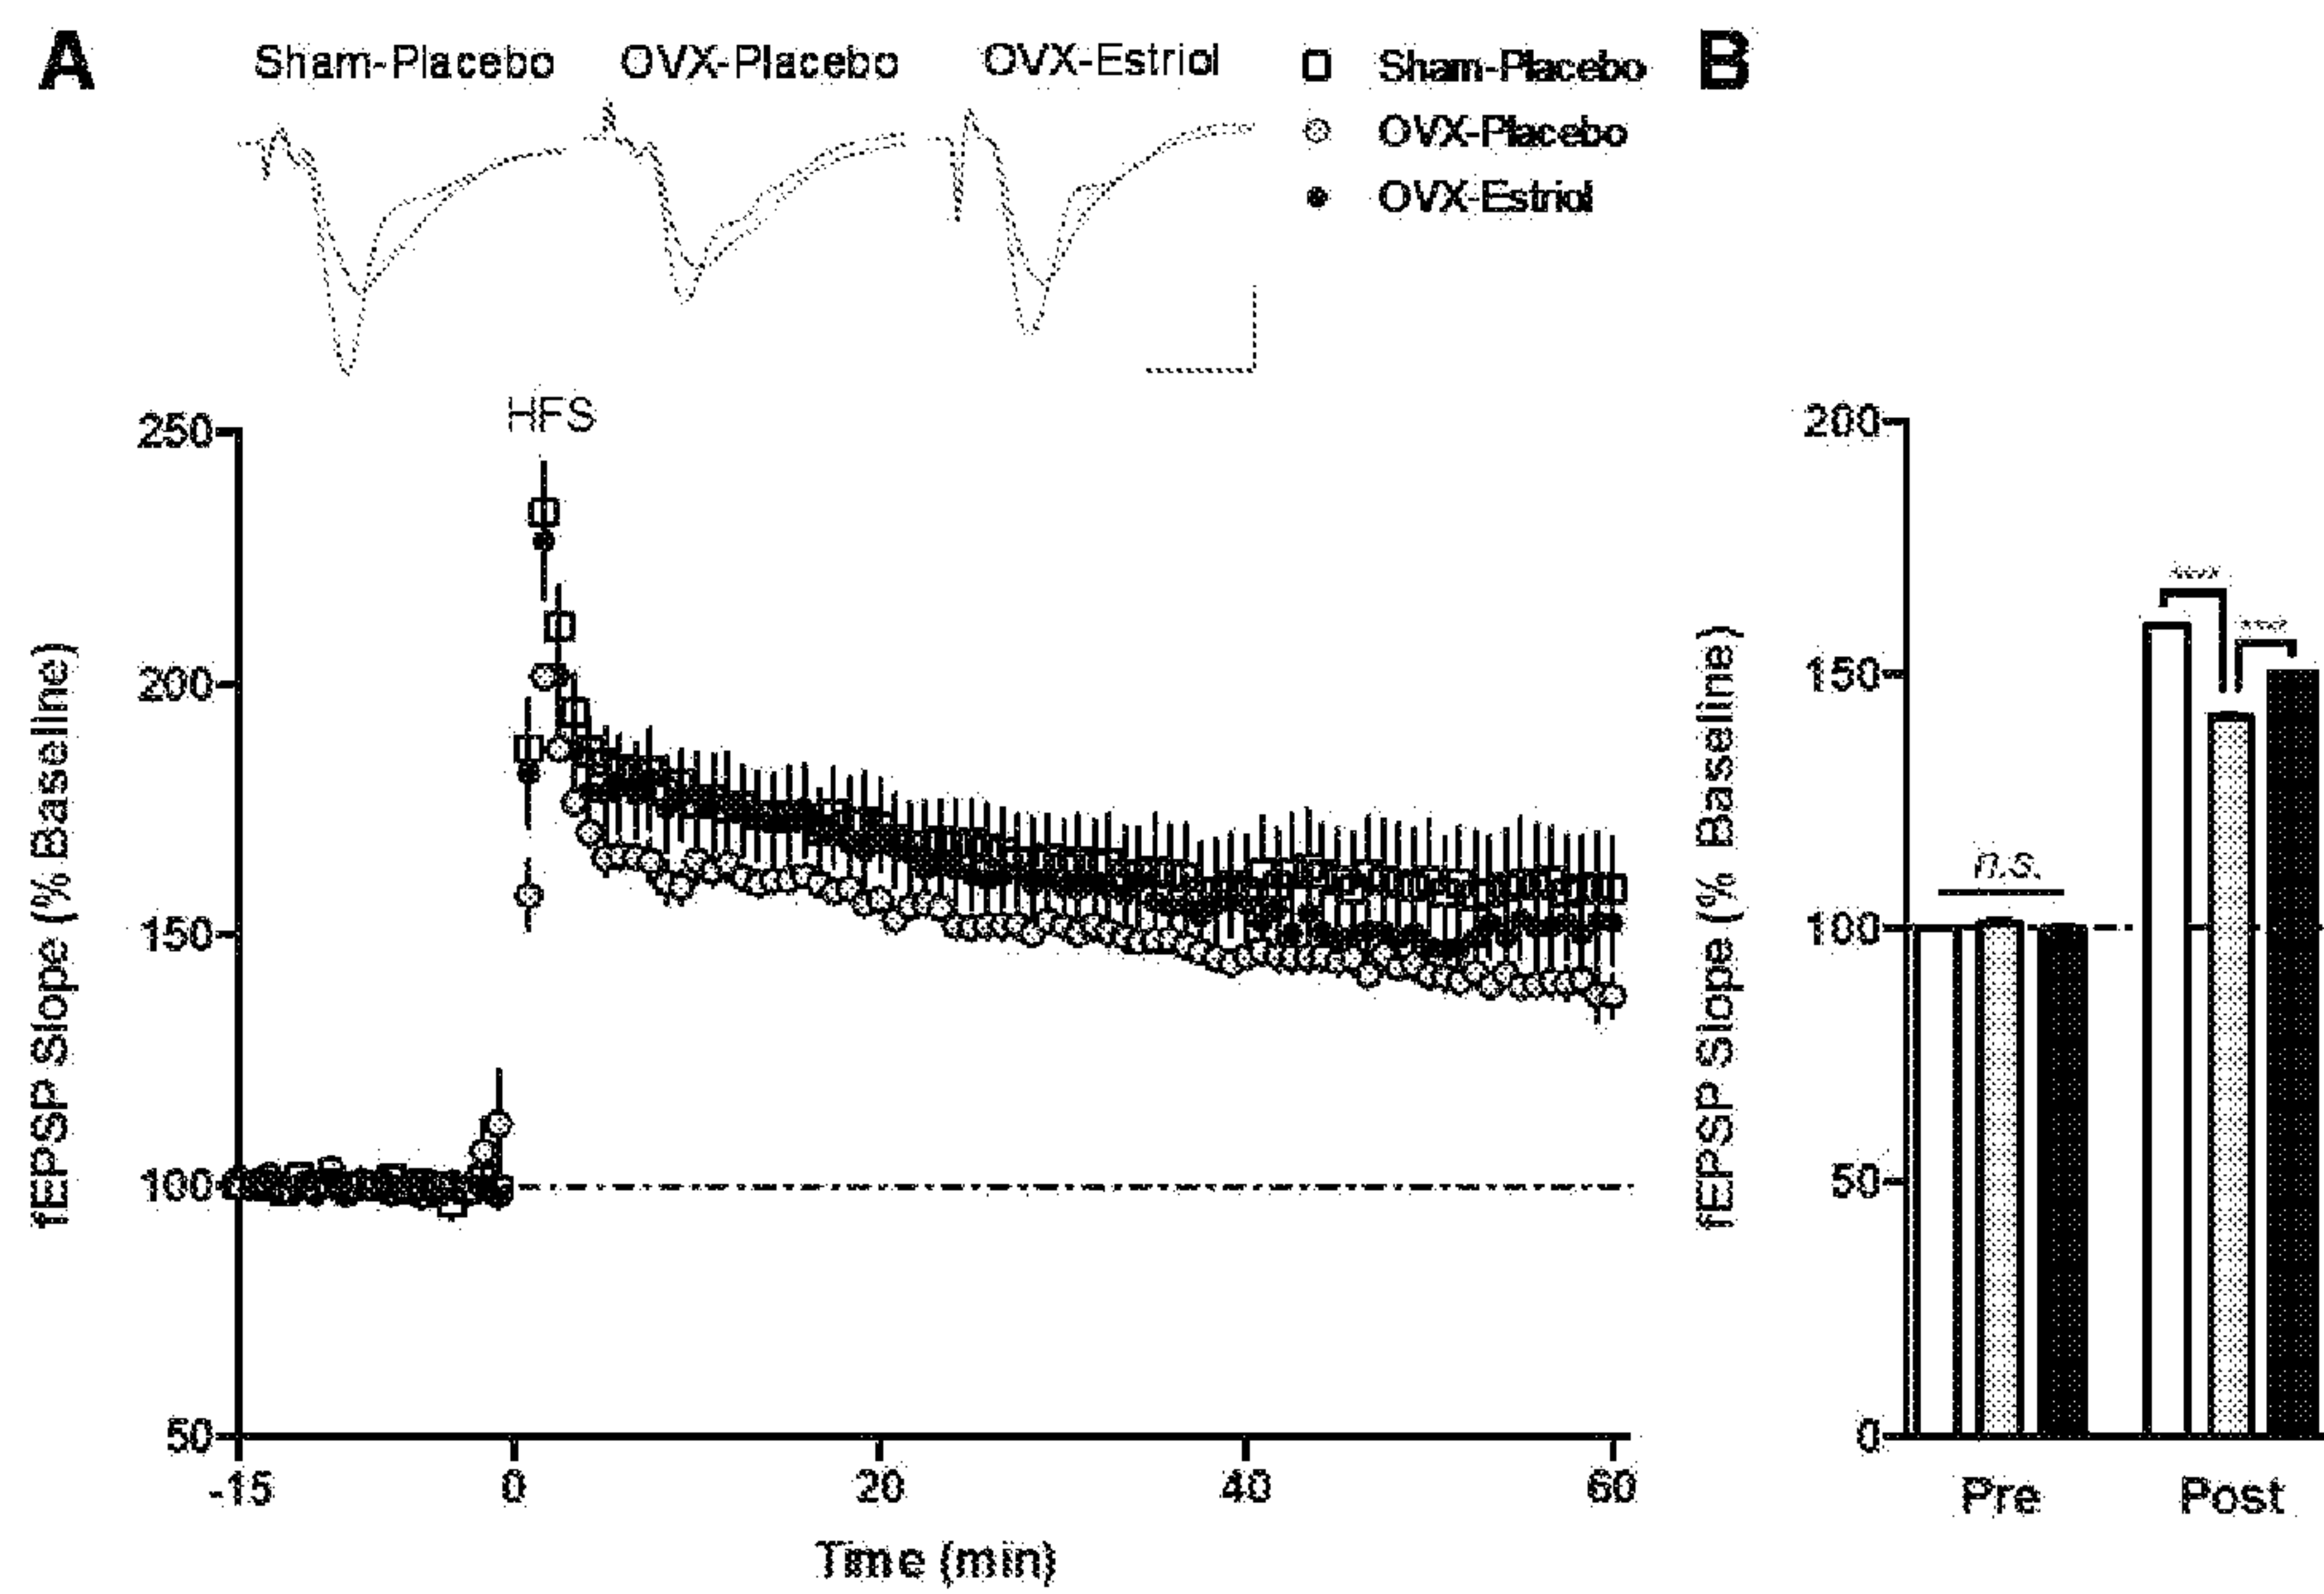 A
Sham-Placebo OVX-Placebo OVX-Estriol
Sham-Placebo
OVX-Placebo
OVX-Estriol
HFS
250
200
150
100
50
fEPSP Slope (% Baseline)
-15 0 20 40 60
Time (min)
B
200
150
100
50
0
fEPSP Slope (% Baseline)
n.s.
Pre Post